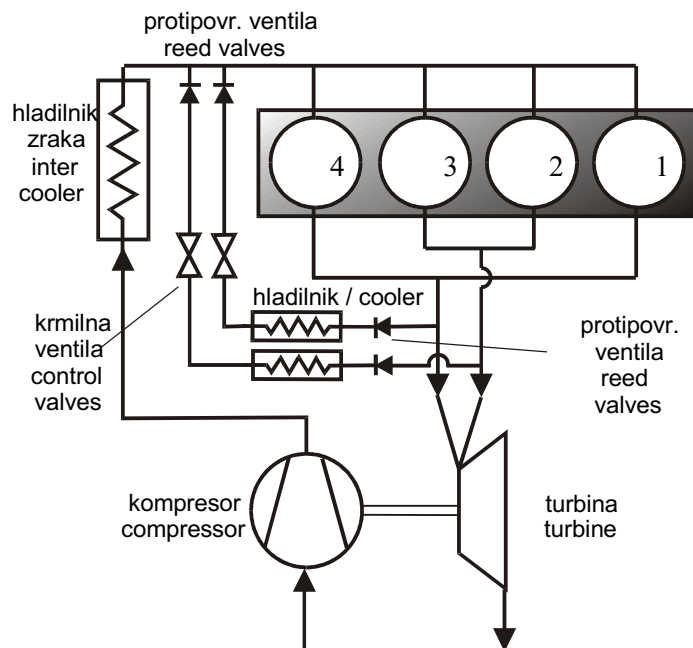 protipovr. ventila
reed valves
hladilnik
zraka
inter
cooler
4
3
2
1
hladilnik / cooler
krmilna
ventila
control
valves
protipovr.
ventila
reed
valves
kompresor
compressor
turbina
turbine